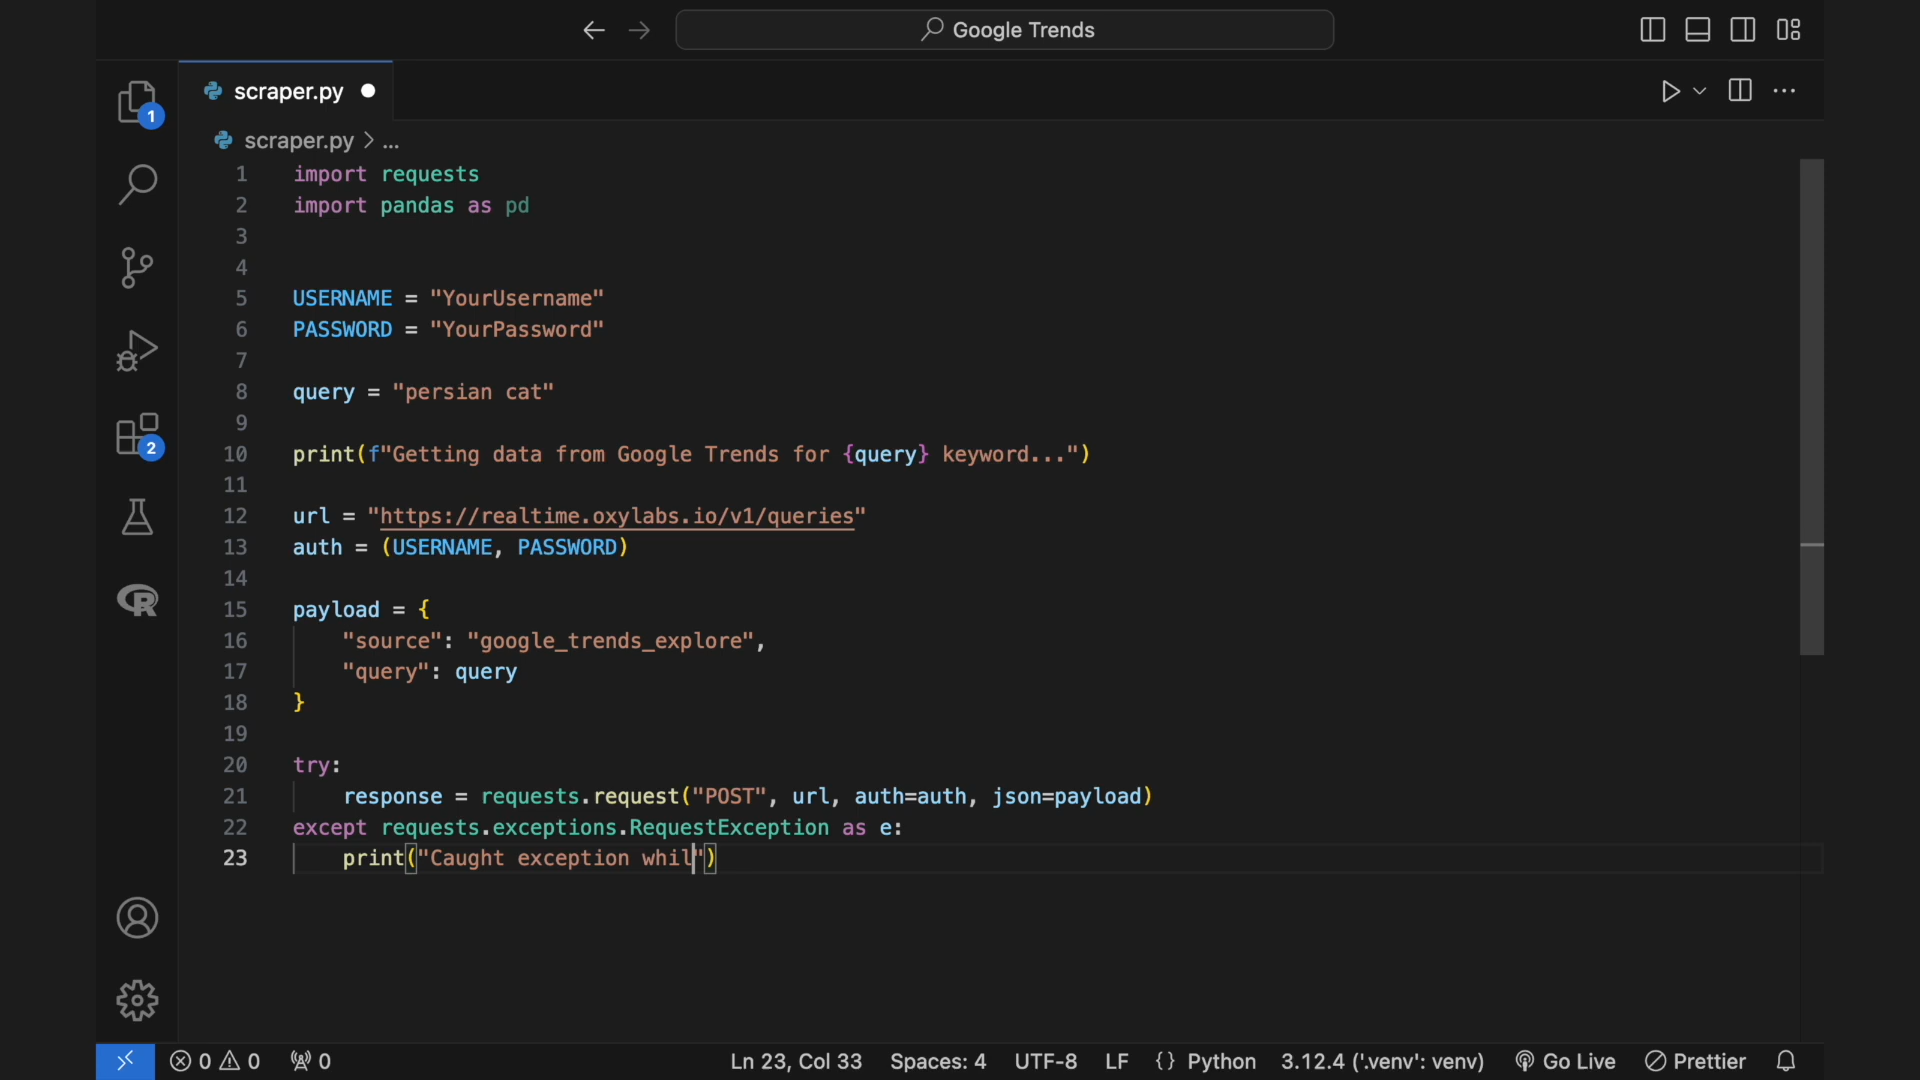 Google Trends
scraper.py
scraper.py > ...
1
2
1 import requests
2 import pandas as pd
3
4
5 USERNAME = "YourUsername"
6 PASSWORD = "YourPassword"
7
8 query = "persian cat"
9
10 print(f"Getting data from Google Trends for {query} keyword...")
11
12 url = "https://realtime.oxylabs.io/v1/queries"
13 auth = (USERNAME, PASSWORD)
14
15 payload = {
16     "source": "google_trends_explore",
17     "query": query
18 }
19
20 try:
21     response = requests.request("POST", url, auth=auth, json=payload)
22 except requests.exceptions.RequestException as e:
23     print("Caught exception whil")
0 0 0 Ln 23, Col 33 Spaces: 4 UTF-8 LF {} Python 3.12.4 ('.venv': venv) Go Live Prettier